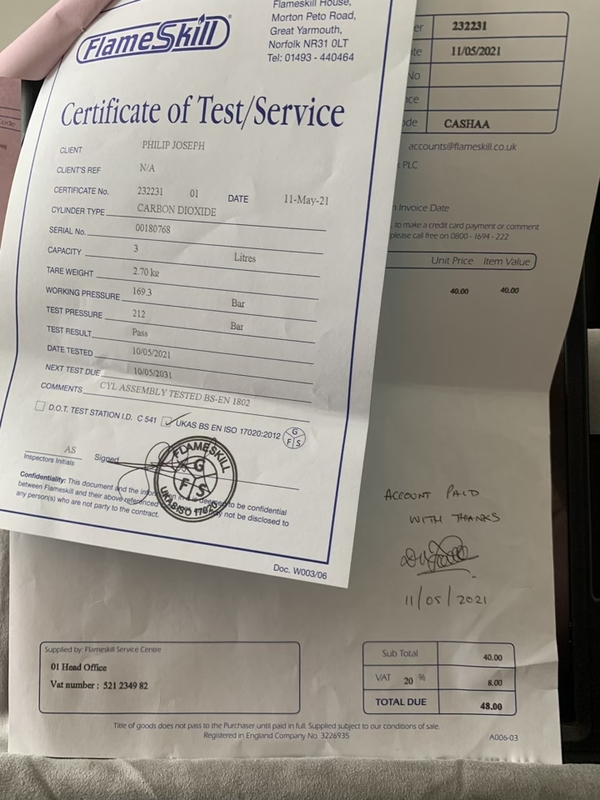 FlameSkill®
Flameskill House,
Morton Peto Road,
Great Yarmouth,
Norfolk NR31 0LT
Tel: 01493 - 440464
Certificate of Test/Service
CLIENT PHILIP JOSEPH
CLIENT'S REF N/A
CERTIFICATE No. 232231 01 DATE 11-May-21
CYLINDER TYPE CARBON DIOXIDE
SERIAL No. 00180768
CAPACITY 3 Litres
TARE WEIGHT 2.70 kg
WORKING PRESSURE 169.3 Bar
TEST PRESSURE 212 Bar
TEST RESULT Pass
DATE TESTED 10/05/2021
NEXT TEST DUE 10/05/2031
COMMENTS CYL ASSEMBLY TESTED BS-EN 1802
D.O.T. TEST STATION I.D. C 541 UKAS BS EN ISO 17020:2012
G F S
AS Signed
Inspectors Initials
FLAMESKILL
G
F S
UKAS ISO 17020
Confidentiality: This document and the to be confidential
between Flameskill and their above referenced not be disclosed to
any person(s) who are not party to the contract.
Doc. W003/06
232231
11/05/2021
No
CASHAA
accounts@flameskill.co.uk
PLC
Invoice Date
to make a credit card payment or comment
please call free on 0800 - 1694 - 222
Unit Price Item Value
40.00 40.00
ACCOUNT PAID
WITH THANKS
11/05/2021
Supplied by: Flameskill Service Centre
01 Head Office
Vat number : 521 2349 82
Sub Total 40.00
VAT 20 % 8.00
TOTAL DUE 48.00
Title of goods does not pass to the Purchaser until paid in full. Supplied subject to our conditions of sale.
Registered in England Company No. 3226935
A006-03